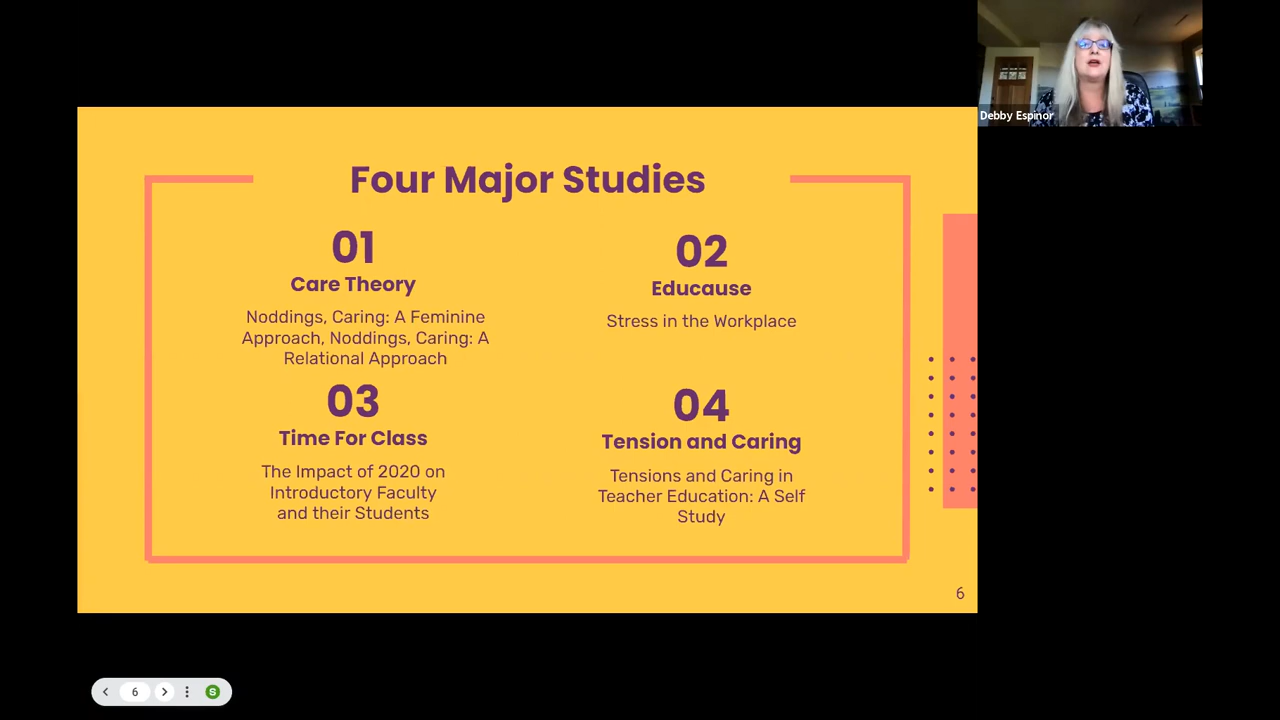 Debby Espinor
Four Major Studies
01
Care Theory
Noddings, Caring: A Feminine
Approach, Noddings, Caring: A
Relational Approach
02
Educause
Stress in the Workplace
03
Time For Class
The Impact of 2020 on
Introductory Faculty
and their Students
04
Tension and Caring
Tensions and Caring in
Teacher Education: A Self
Study
6
6
S